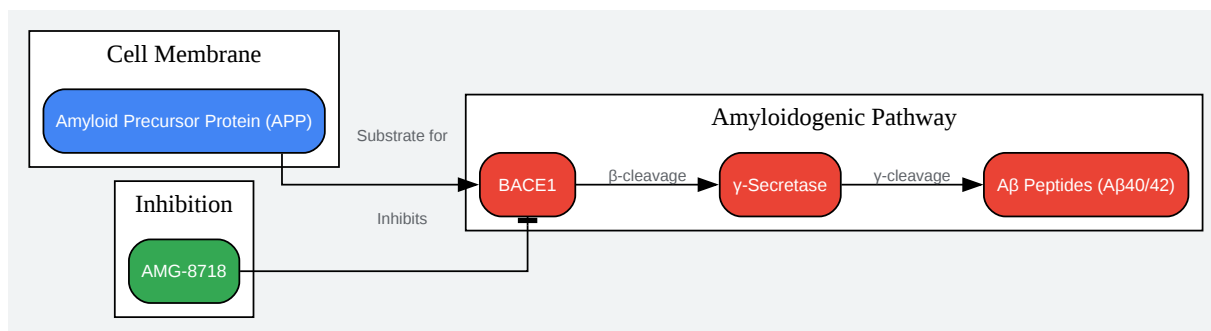 Cell Membrane
Amyloid Precursor Protein (APP)
Substrate for
Amyloidogenic Pathway
BACE1
β-cleavage
γ-Secretase
γ-cleavage
Aβ Peptides (Aβ40/42)
Inhibition
Inhibits
AMG-8718